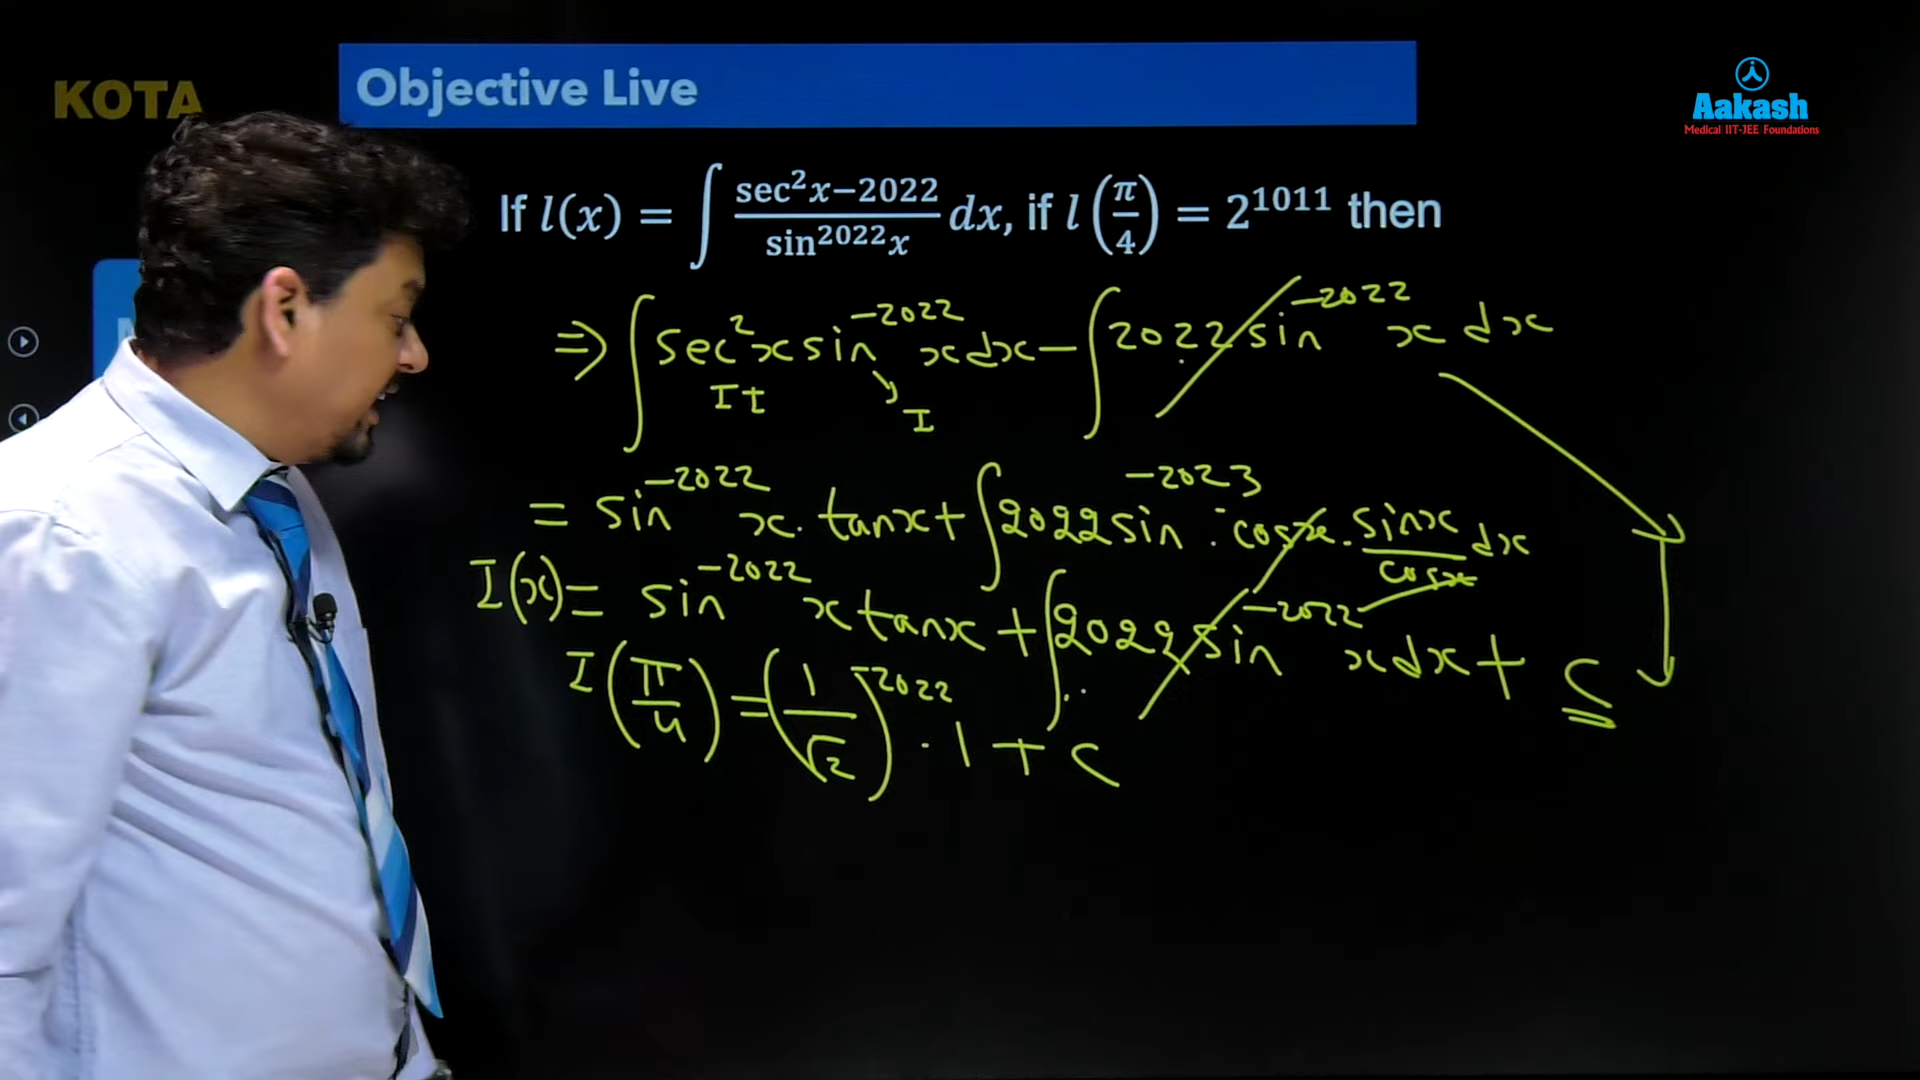 KOTA
Objective Live
Aakash
Medical IIT-JEE Foundations
If l(x) = ∫ (sec²x−2022)/(sin²⁰²²x) dx, if l(π/4) = 2¹⁰¹¹ then
⇒ ∫ sec²x sin⁻²⁰²² x dx − ∫ 2022 sin⁻²⁰²² x dx
II I
= sin⁻²⁰²² x. tanx + ∫ 2022 sin⁻²⁰²³ . cosx . sinx/cosx dx
I(x) = sin⁻²⁰²² x tanx + ∫ 2022 sin⁻²⁰²² x dx + C
I(π/4) = (1/√2)⁻²⁰²² . 1 + C